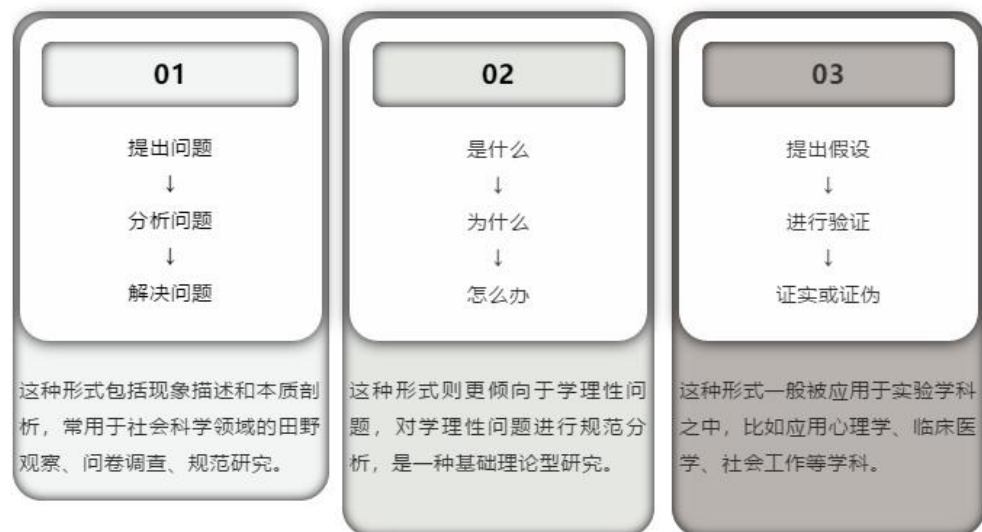 01
提出问题
↓
分析问题
↓
解决问题
这种形式包括现象描述和本质剖
析，常用于社会科学领域的田野
观察、问卷调查、规范研究。
02
是什么
↓
为什么
↓
怎么办
这种形式则更倾向于学理性问
题，对学理性问题进行规范分
析，是一种基础理论型研究。
03
提出假设
↓
进行验证
↓
证实或证伪
这种形式一般被应用于实验学科
之中，比如应用心理学、临床医
学、社会工作等学科。